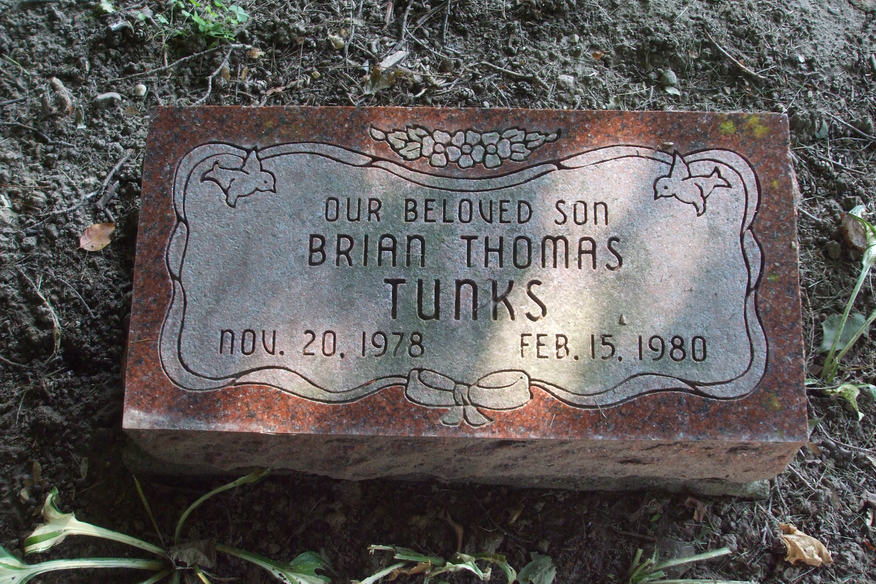 OUR BELOVED SON
BRIAN THOMAS
TUNKS
NOV. 20, 1978 FEB. 15, 1980